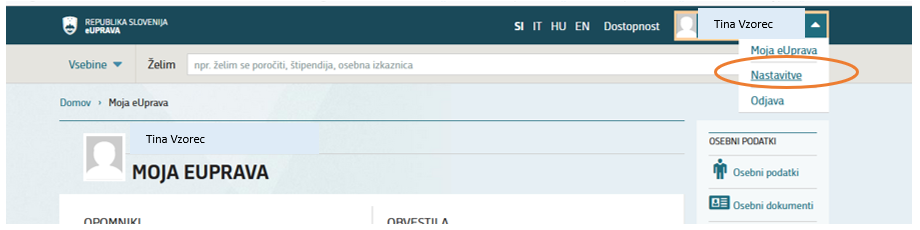 REPUBLIKA SLOVENIJA
eUPRAVA
SI IT HU EN Dostopnost Tina Vzorec
Moja eUprava
Nastavitve
Odjava
Vsebine Želim npr. želim se poročiti, štipendija, osebna izkaznica
Domov › Moja eUprava
Tina Vzorec
MOJA EUPRAVA
OSEBNI PODATKI
Osebni podatki
Osebni dokumenti
OPOMNIKI OBVESTILA